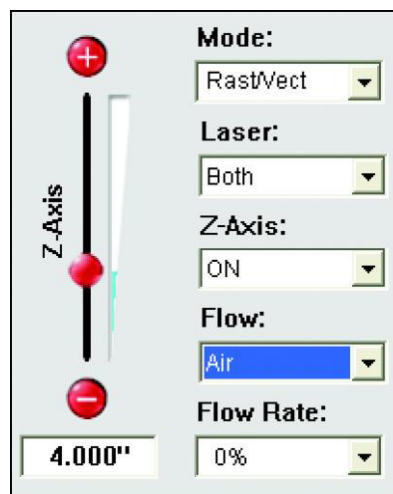 Mode:
Rast/Vect
Laser:
Both
Z-Axis:
ON
Flow:
Air
Flow Rate:
0%
Z-Axis
4.000"